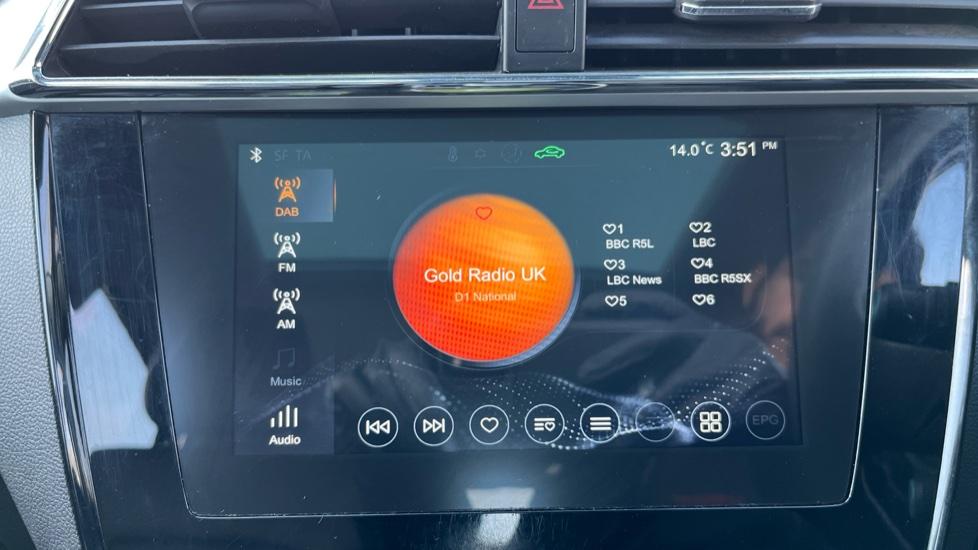 SF TA
14.0°C 3:51 PM
DAB
FM
AM
Music
Audio
Gold Radio UK
D1 National
1
BBC R5L
2
LBC
3
LBC News
4
BBC R5SX
5
6
EPG